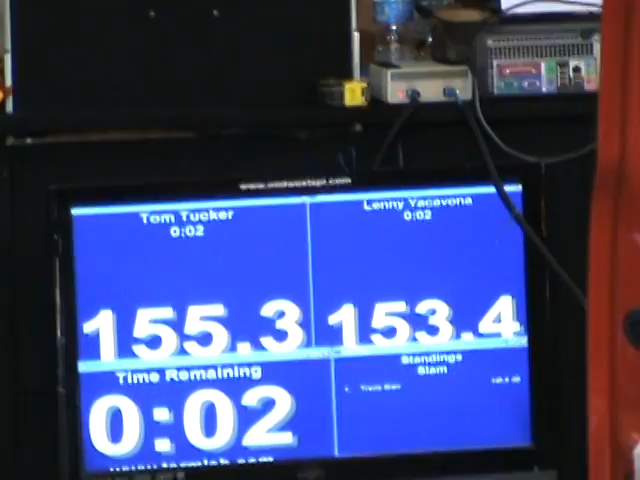 Tom Tucker
0:02
155.3
Lenny Yacavona
0:02
153.4
Time Remaining
0:02
Standings
Slam